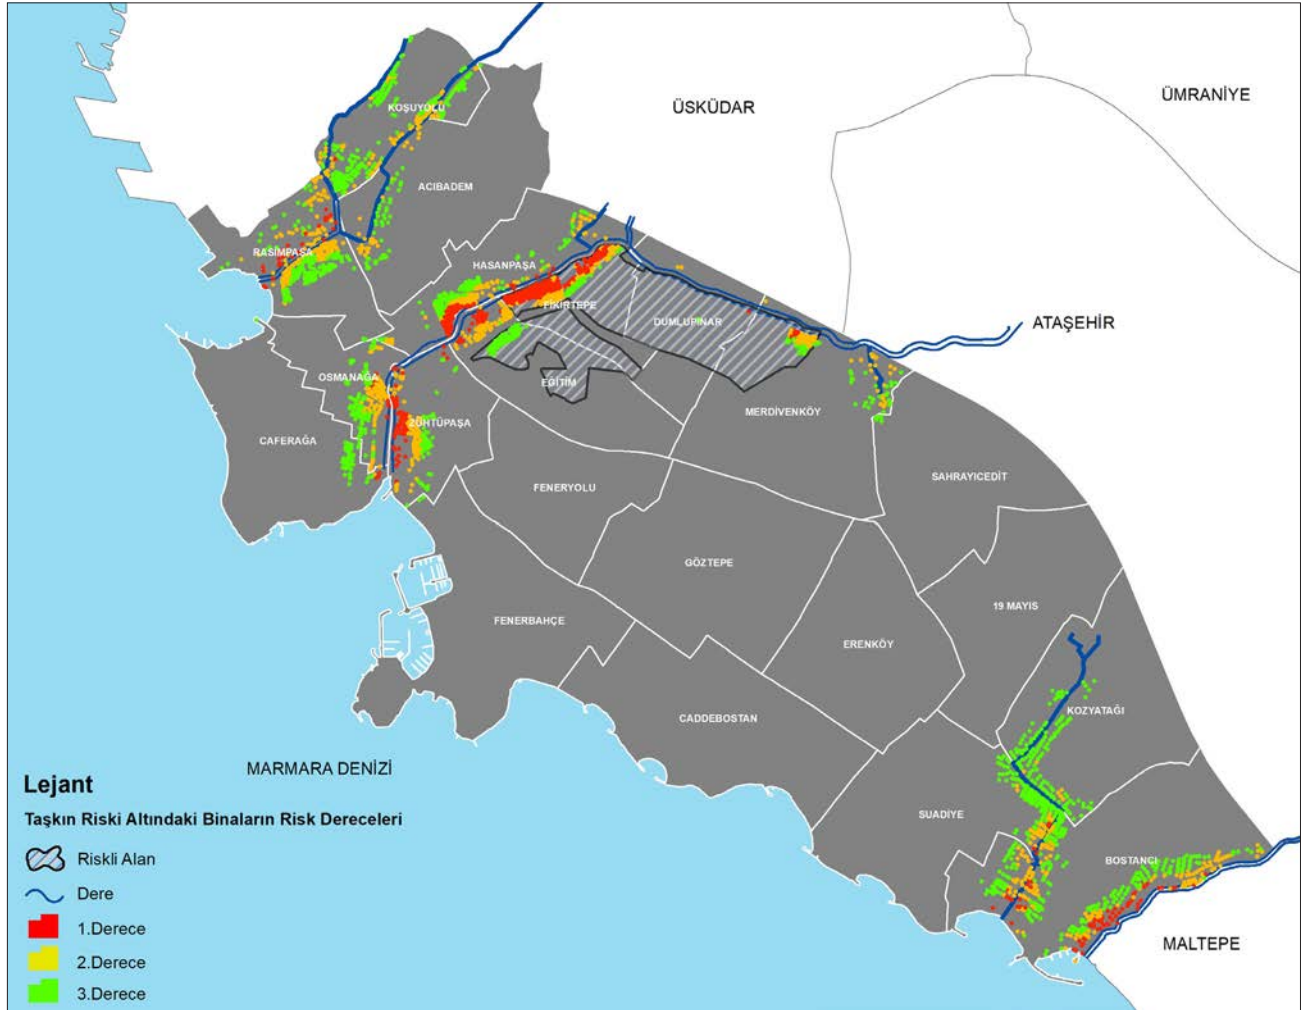 ÜSKÜDAR
ÜMRANİYE
KOŞUYOLU
ACIBADEM
RASİMPAŞA
HASANPAŞA
FİKİRTEPE
DUMLUPINAR
ATAŞEHİR
OSMANAĞA
EĞİTİM
MERDİVENKÖY
ZÜHTÜPAŞA
CAFERAĞA
SAHRAYICEDİT
FENERYOLU
GÖZTEPE
19 MAYIS
FENERBAHÇE
ERENKÖY
KOZYATAĞI
CADDEBOSTAN
MARMARA DENİZİ
SUADİYE
BOSTANCI
MALTEPE
Lejant
Taşkın Riski Altındaki Binaların Risk Dereceleri
Riskli Alan
Dere
1.Derece
2.Derece
3.Derece